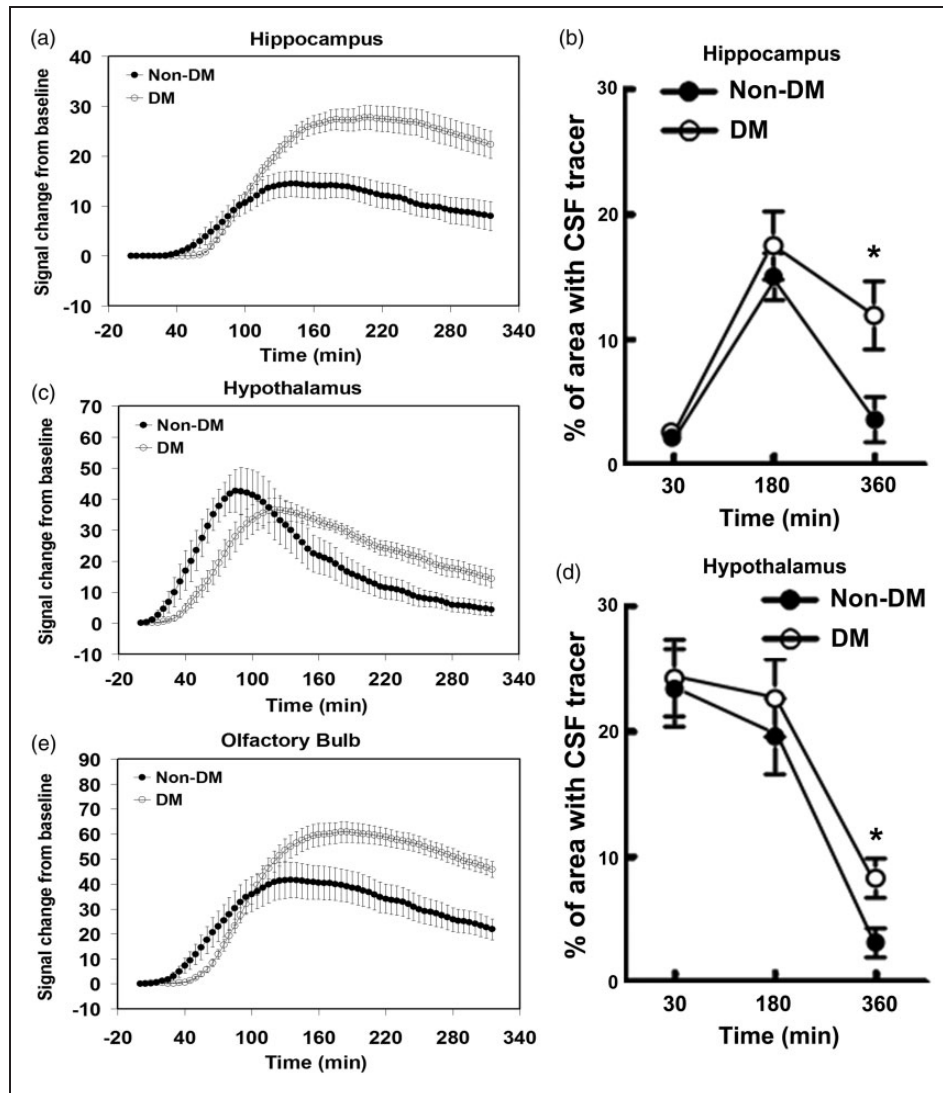 (a)
Hippocampus
Signal change from baseline
40
30
20
10
0
-10
Non-DM
DM
-20 40 100 160 220 280 340
Time (min)
(b)
Hippocampus
% of area with CSF tracer
30
20
10
0
Non-DM
DM
*
30 180 360
Time (min)
(c)
Hypothalamus
Signal change from baseline
70
60
50
40
30
20
10
0
-10
Non-DM
DM
-20 40 100 160 220 280 340
Time (min)
(d)
Hypothalamus
% of area with CSF tracer
30
20
10
0
Non-DM
DM
*
30 180 360
Time (min)
(e)
Olfactory Bulb
Signal change from baseline
90
80
70
60
50
40
30
20
10
0
-10
Non-DM
DM
-20 40 100 160 220 280 340
Time (min)